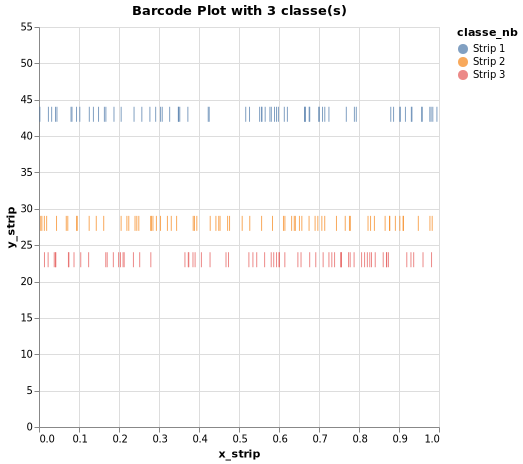 Barcode Plot with 3 classe(s)
classe_nb
Strip 1
Strip 2
Strip 3
55
50
45
40
35
30
25
20
15
10
5
0
y_strip
0.0 0.1 0.2 0.3 0.4 0.5 0.6 0.7 0.8 0.9 1.0
x_strip